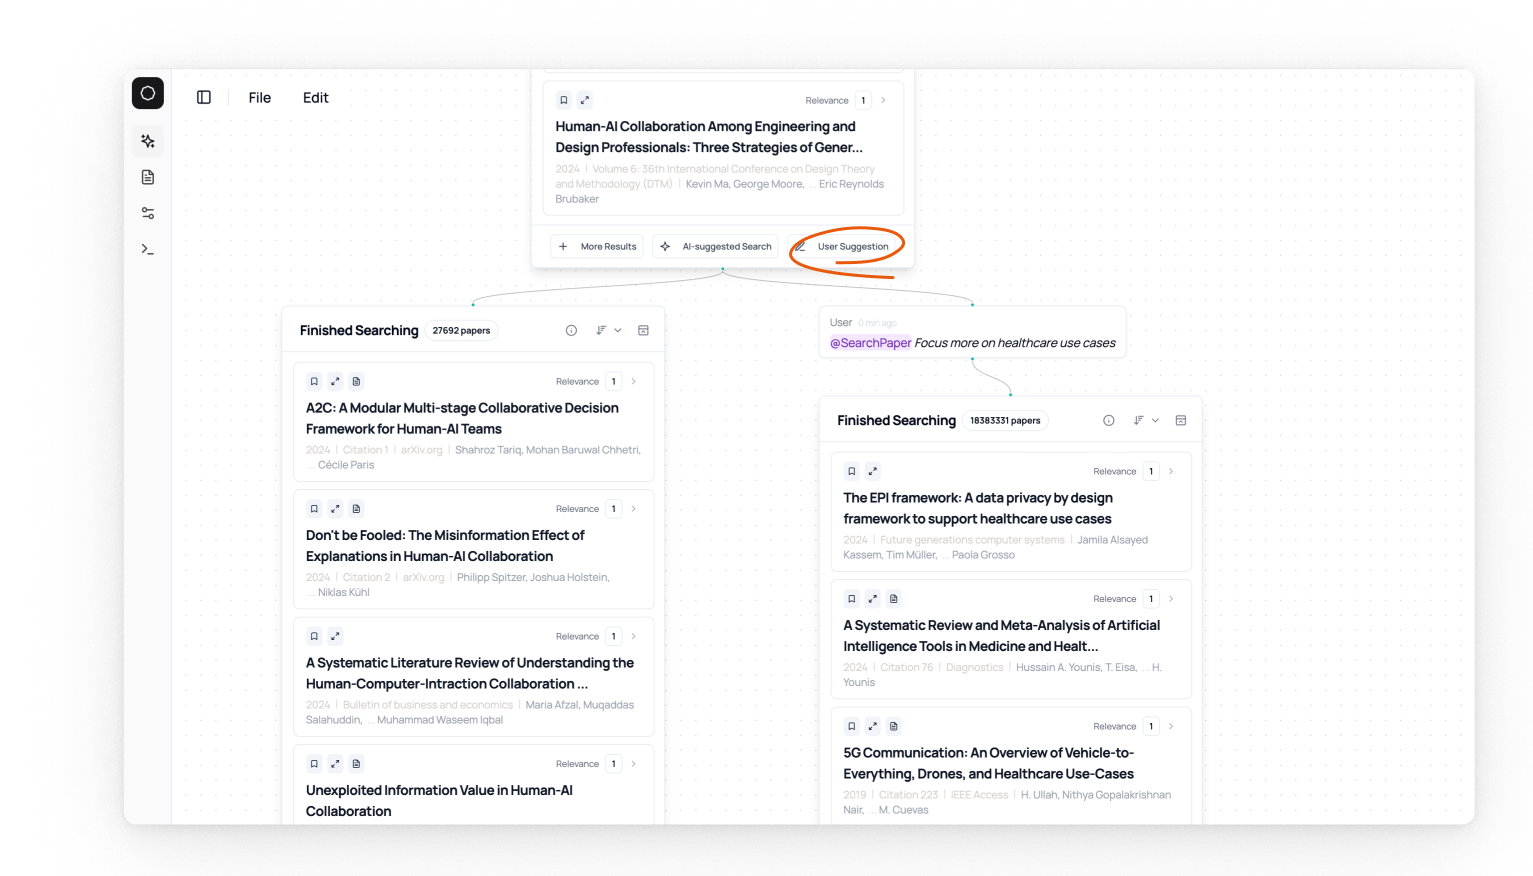 File Edit
Relevance 1
Human-AI Collaboration Among Engineering and
Design Professionals: Three Strategies of Gener...
2024 | Volume 6: 36th International Conference on Design Theory
and Methodology (DTM) | Kevin Ma, George Moore, ... Eric Reynolds
Brubaker
More Results AI-suggested Search User Suggestion
Finished Searching 27692 papers
Relevance 1
A2C: A Modular Multi-stage Collaborative Decision
Framework for Human-AI Teams
2024 | Citation 1 | arXiv.org | Shahroz Tariq, Mohan Baruwal Chhetri,
... Cécile Paris
Relevance 1
Don't be Fooled: The Misinformation Effect of
Explanations in Human-AI Collaboration
2024 | Citation 2 | arXiv.org | Philipp Spitzer, Joshua Holstein,
... Niklas Kühl
Relevance 1
A Systematic Literature Review of Understanding the
Human-Computer-Intraction Collaboration ...
2024 | Bulletin of business and economics | Maria Afzal, Muqaddas
Salahuddin, ... Muhammad Waseem Iqbal
Relevance 1
Unexploited Information Value in Human-AI
Collaboration
User 0 min ago
@SearchPaper Focus more on healthcare use cases
Finished Searching 18383331 papers
Relevance 1
The EPI framework: A data privacy by design
framework to support healthcare use cases
2024 | Future generations computer systems | Jamila Alsayed
Kassem, Tim Müller, ... Paola Grosso
Relevance 1
A Systematic Review and Meta-Analysis of Artificial
Intelligence Tools in Medicine and Healt...
2024 | Citation 76 | Diagnostics | Hussain A. Younis, T. Eisa, ... H.
Younis
Relevance 1
5G Communication: An Overview of Vehicle-to-
Everything, Drones, and Healthcare Use-Cases
2019 | Citation 223 | IEEE Access | H. Ullah, Nithya Gopalakrishnan
Nair, ... M. Cuevas